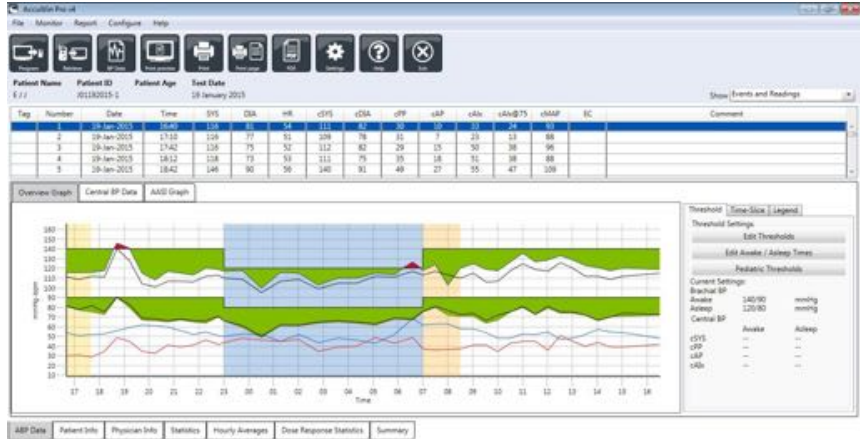 AccuWin Pro v4
File Monitor Report Configure Help
Program Retrieve BP Data Print preview Print Print page PDF Settings Help Exit
Patient Name Patient ID Patient Age Test Date
E / / J01192015-1 19 January 2015
Show Events and Readings
Tag Number Date Time SYS DIA HR cSYS cDIA cPP cAP cAIx cAIx@75 cMAP EC Comment
1 19-Jan-2015 16:40 116 81 54 111 82 30 10 33 24 93
2 19-Jan-2015 17:10 116 77 51 109 78 31 7 23 13 88
3 19-Jan-2015 17:42 116 75 52 112 82 29 15 50 38 96
4 19-Jan-2015 18:12 118 73 53 111 75 35 18 51 38 88
5 19-Jan-2015 18:42 146 90 56 140 91 49 27 55 47 109
Overview Graph Central BP Data AASI Graph
Threshold Time-Slice Legend
Threshold Settings
Edit Thresholds
Edit Awake / Asleep Times
Pediatric Thresholds
Current Settings:
Brachial BP
Awake 140/90 mmHg
Asleep 120/80 mmHg
Central BP
Awake Asleep
cSYS -- --
cPP -- --
cAP -- --
cAIx -- --
mmHg-bpm
160
150
140
130
120
110
100
90
80
70
60
50
40
30
20
10
17 18 19 20 21 22 23 00 01 02 03 04 05 06 07 08 09 10 11 12 13 14 15 16
Time
ABP Data Patient Info Physician Info Statistics Hourly Averages Dose Response Statistics Summary